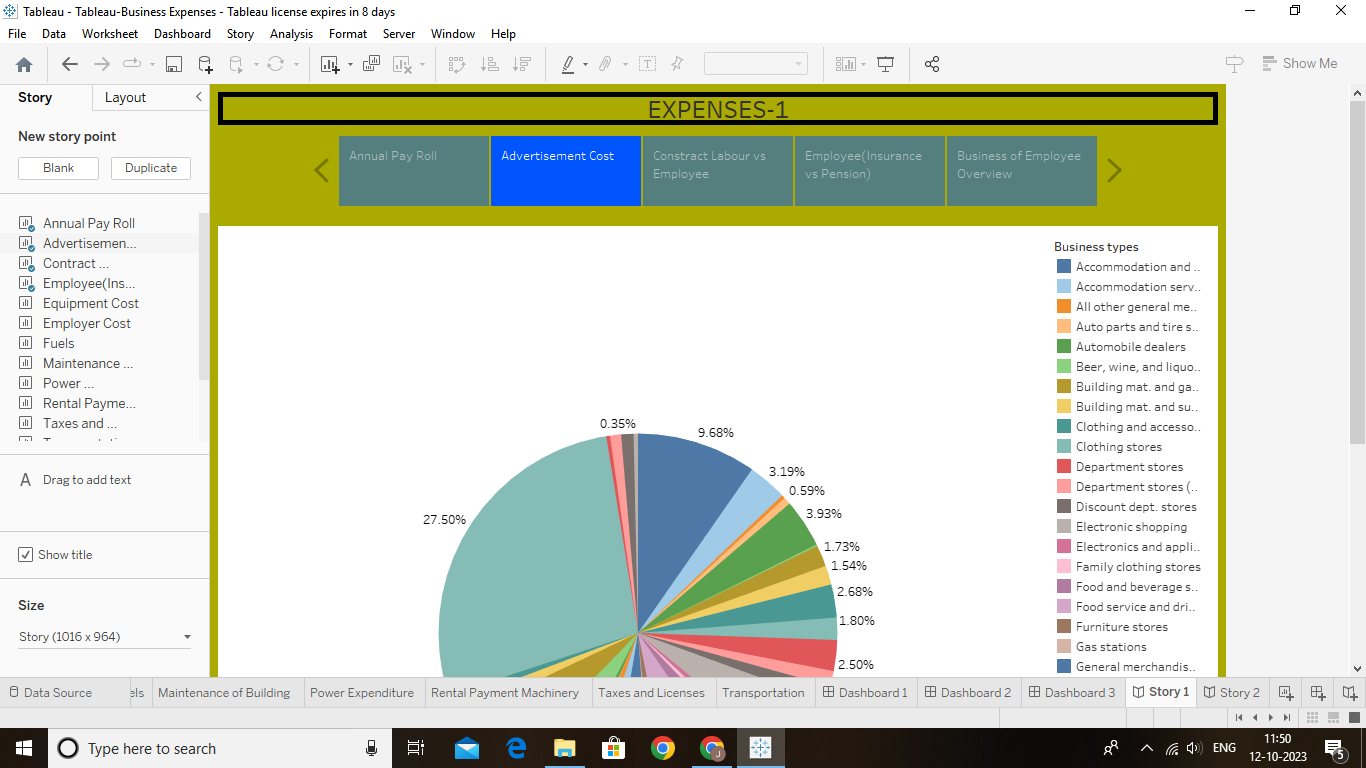 Tableau - Tableau-Business Expenses - Tableau license expires in 8 days
File Data Worksheet Dashboard Story Analysis Format Server Window Help
Show Me
Story Layout
New story point
Blank Duplicate
Annual Pay Roll
Advertisemen...
Contract ...
Employee(Ins...
Equipment Cost
Employer Cost
Fuels
Maintenance ...
Power ...
Rental Payme...
Taxes and ...
A Drag to add text
Show title
Size
Story (1016 x 964)
EXPENSES-1
Annual Pay Roll
Advertisement Cost
Constract Labour vs
Employee
Employee(Insurance
vs Pension)
Business of Employee
Overview
0.35%
9.68%
3.19%
0.59%
3.93%
27.50%
1.73%
1.54%
2.68%
1.80%
2.50%
Business types
Accommodation and ..
Accommodation serv..
All other general me..
Auto parts and tire s..
Automobile dealers
Beer, wine, and liquo..
Building mat. and ga..
Building mat. and su..
Clothing and accesso..
Clothing stores
Department stores
Department stores (..
Discount dept. stores
Electronic shopping
Electronics and appli..
Family clothing stores
Food and beverage s..
Food service and dri..
Furniture stores
Gas stations
General merchandis..
Data Source els Maintenance of Building Power Expenditure Rental Payment Machinery Taxes and Licenses Transportation Dashboard 1 Dashboard 2 Dashboard 3 Story 1 Story 2
Type here to search
J
ENG
11:50
12-10-2023
5